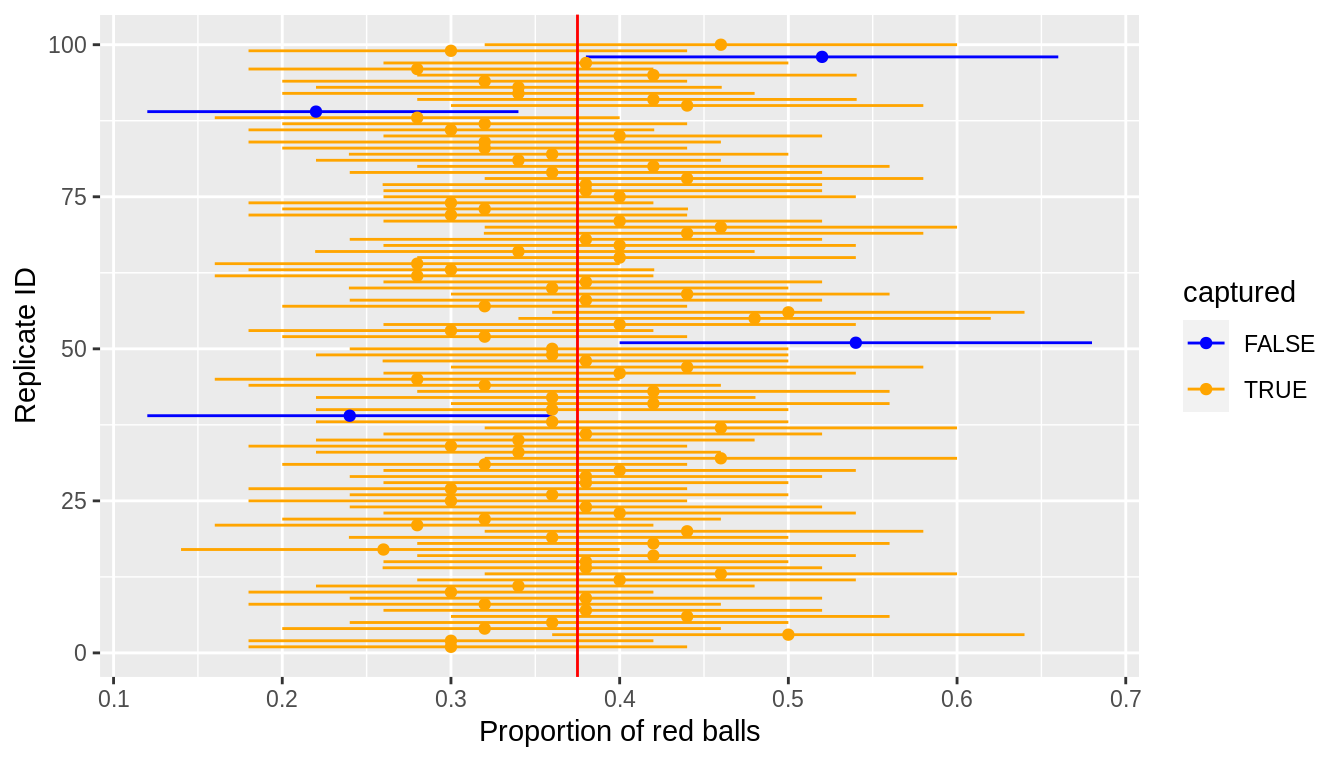 100
75
50
25
0
Replicate ID
0.1 0.2 0.3 0.4 0.5 0.6 0.7
Proportion of red balls
captured
FALSE
TRUE